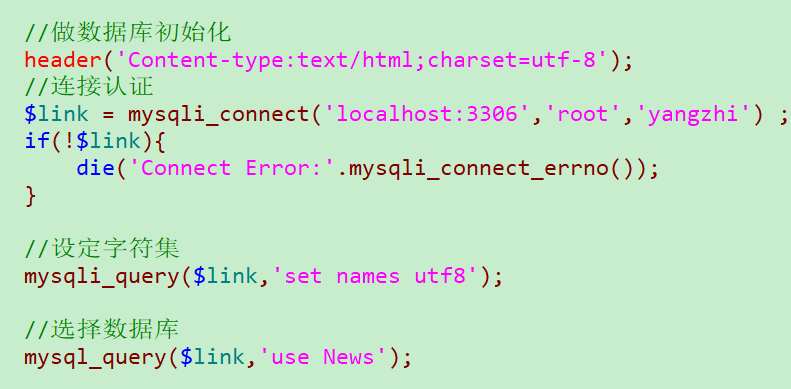 //做数据库初始化
header('Content-type:text/html;charset=utf-8');
//连接认证
$link = mysqli_connect('localhost:3306','root','yangzhi') ;
if(!$link){
    die('Connect Error:'.mysqli_connect_errno());
}
//设定字符集
mysqli_query($link,'set names utf8');
//选择数据库
mysql_query($link,'use News');